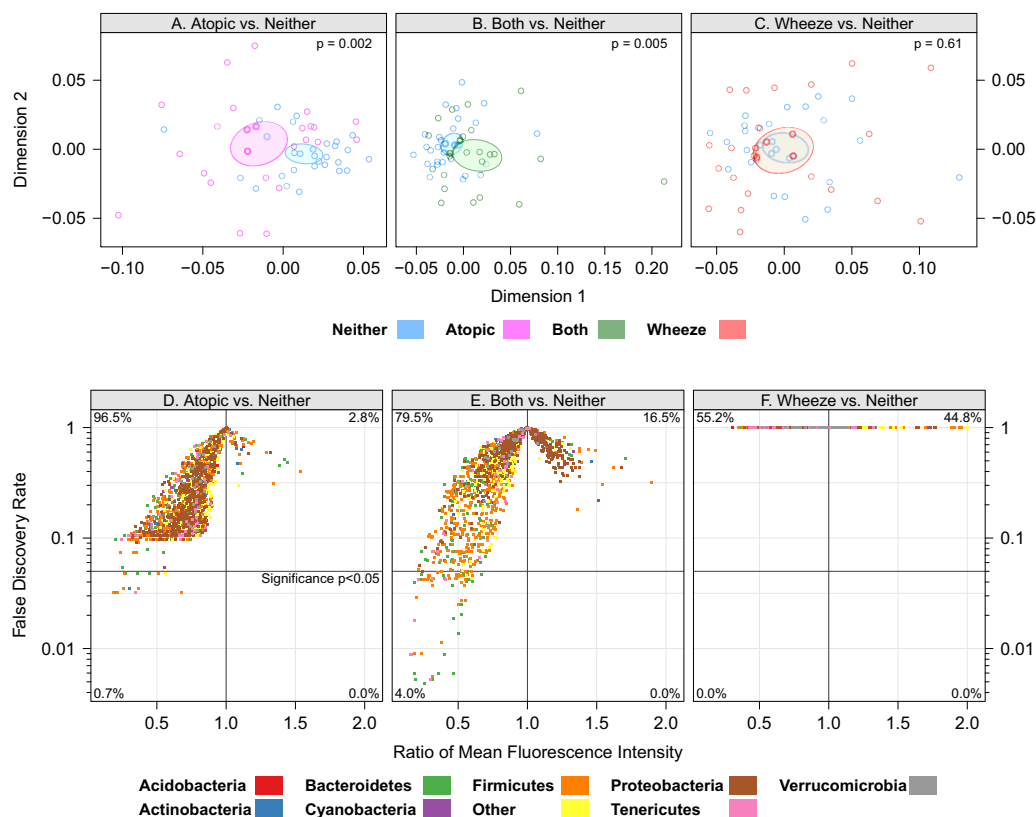 A. Atopic vs. Neither
B. Both vs. Neither
C. Wheeze vs. Neither
p = 0.002
p = 0.005
p = 0.61
Dimension 2
0.05
0.00
−0.05
0.05
0.00
−0.05
−0.10
−0.05
0.00
0.05
−0.05
0.00
0.05
0.10
0.15
0.20
−0.05
0.00
0.05
0.10
Dimension 1
Neither
Atopic
Both
Wheeze
D. Atopic vs. Neither
E. Both vs. Neither
F. Wheeze vs. Neither
96.5%
2.8%
79.5%
16.5%
55.2%
44.8%
False Discovery Rate
1
0.1
0.01
1
0.1
0.01
Significance p<0.05
0.7%
0.0%
4.0%
0.0%
0.0%
0.0%
0.5
1.0
1.5
2.0
0.5
1.0
1.5
2.0
0.5
1.0
1.5
2.0
Ratio of Mean Fluorescence Intensity
Acidobacteria
Bacteroidetes
Firmicutes
Proteobacteria
Verrucomicrobia
Actinobacteria
Cyanobacteria
Other
Tenericutes